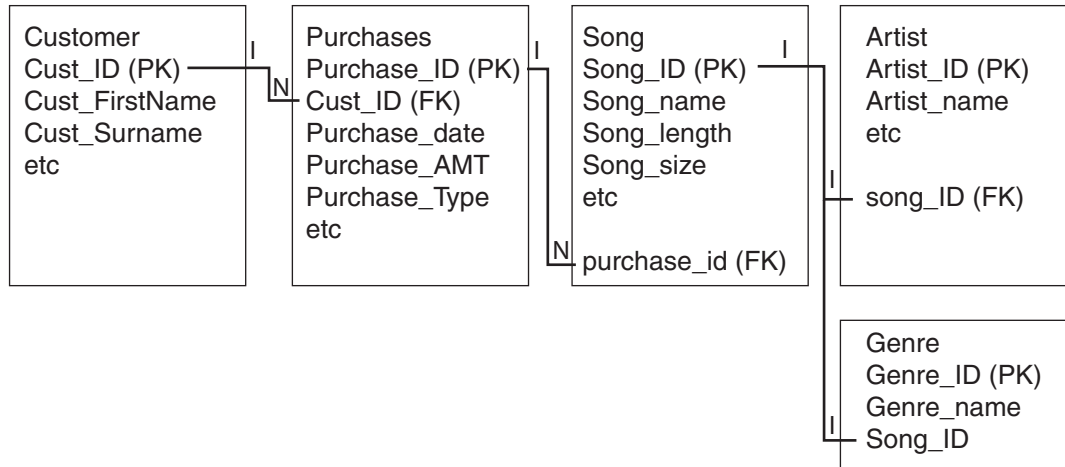 Customer
Cust_ID (PK)
Cust_FirstName
Cust_Surname
etc
I
N
Purchases
Purchase_ID (PK)
Cust_ID (FK)
Purchase_date
Purchase_AMT
Purchase_Type
etc
I
N
Song
Song_ID (PK)
Song_name
Song_length
Song_size
etc
purchase_id (FK)
I
I
Artist
Artist_ID (PK)
Artist_name
etc
song_ID (FK)
I
Genre
Genre_ID (PK)
Genre_name
Song_ID